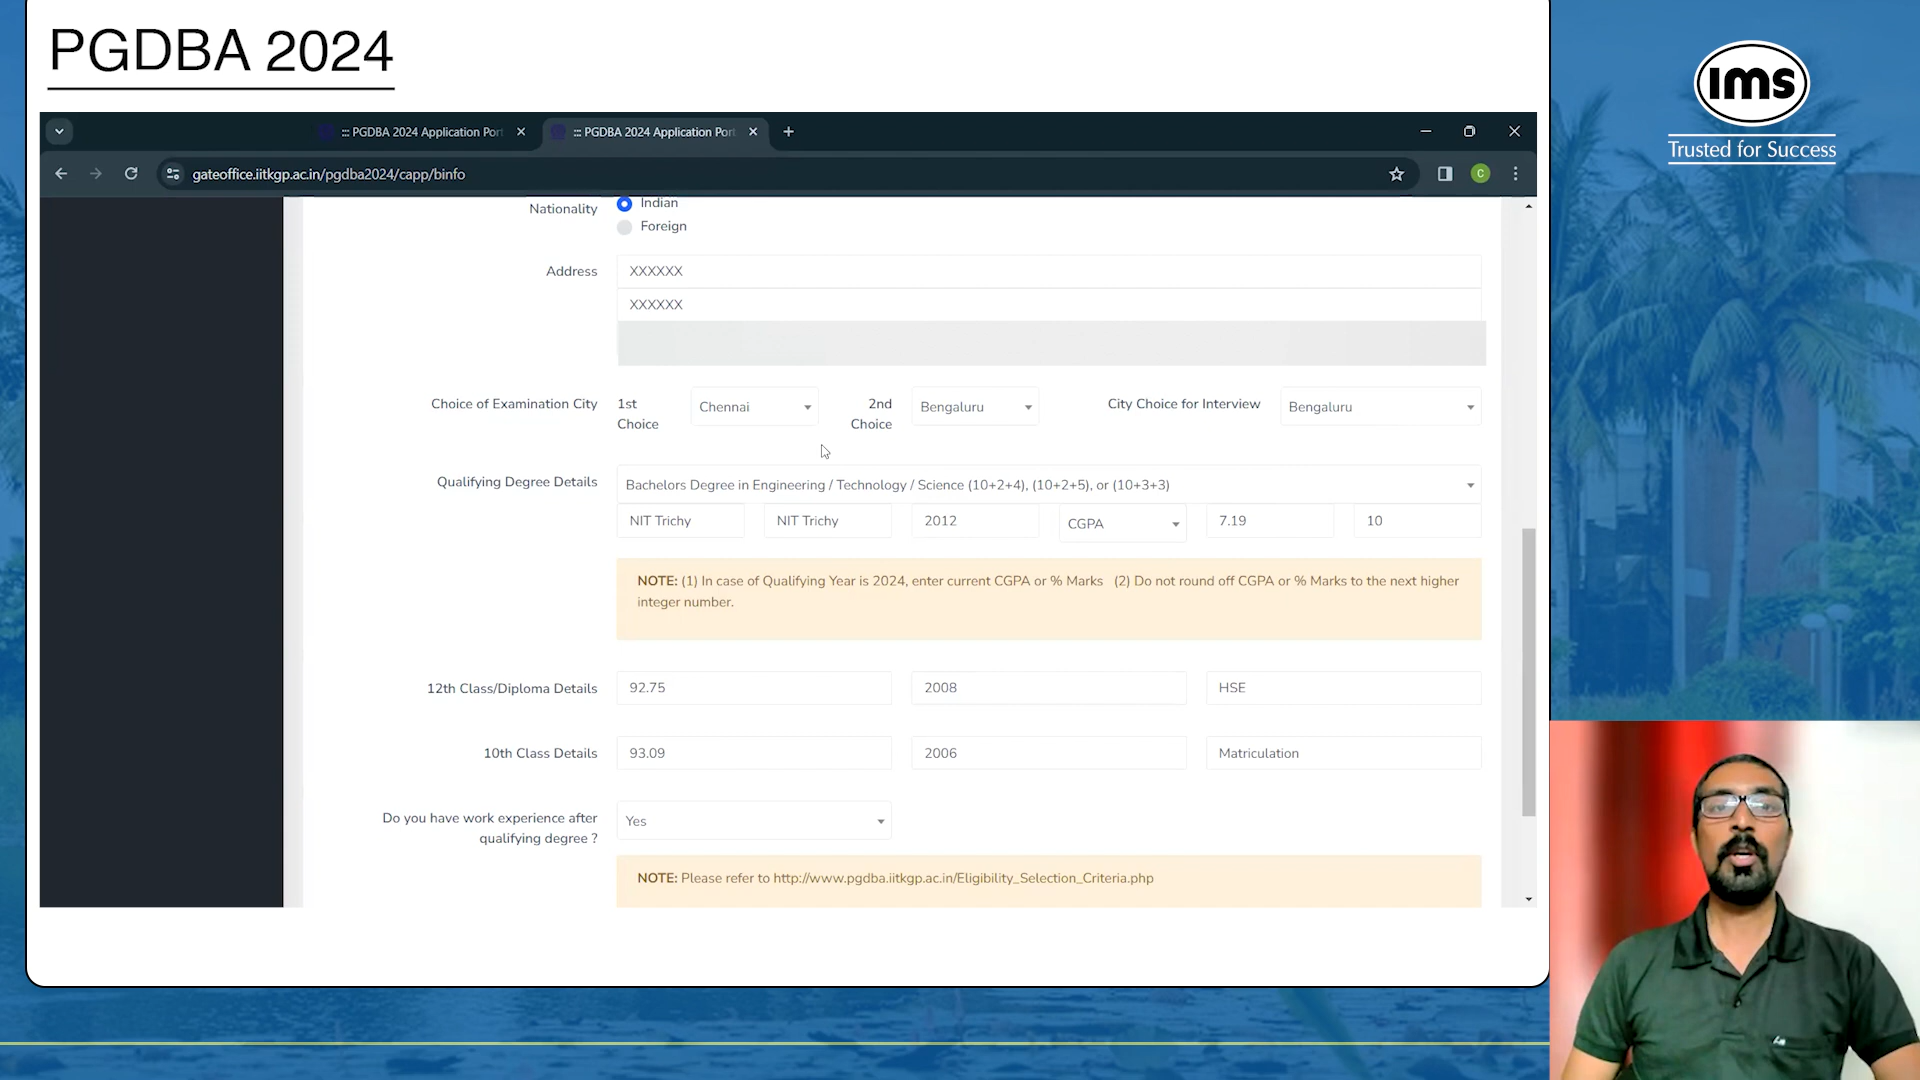 PGDBA 2024
ims
Trusted for Success
::: PGDBA 2024 Application Port
::: PGDBA 2024 Application Port
gateoffice.iitkgp.ac.in/pgdba2024/capp/binfo
C
Nationality
Indian
Foreign
Address
XXXXXX
XXXXXX
Choice of Examination City
1st Choice
Chennai
2nd Choice
Bengaluru
City Choice for Interview
Bengaluru
Qualifying Degree Details
Bachelors Degree in Engineering / Technology / Science (10+2+4), (10+2+5), or (10+3+3)
NIT Trichy
NIT Trichy
2012
CGPA
7.19
10
NOTE: (1) In case of Qualifying Year is 2024, enter current CGPA or % Marks (2) Do not round off CGPA or % Marks to the next higher
integer number.
12th Class/Diploma Details
92.75
2008
HSE
10th Class Details
93.09
2006
Matriculation
Do you have work experience after
qualifying degree ?
Yes
NOTE: Please refer to http://www.pgdba.iitkgp.ac.in/Eligibility_Selection_Criteria.php